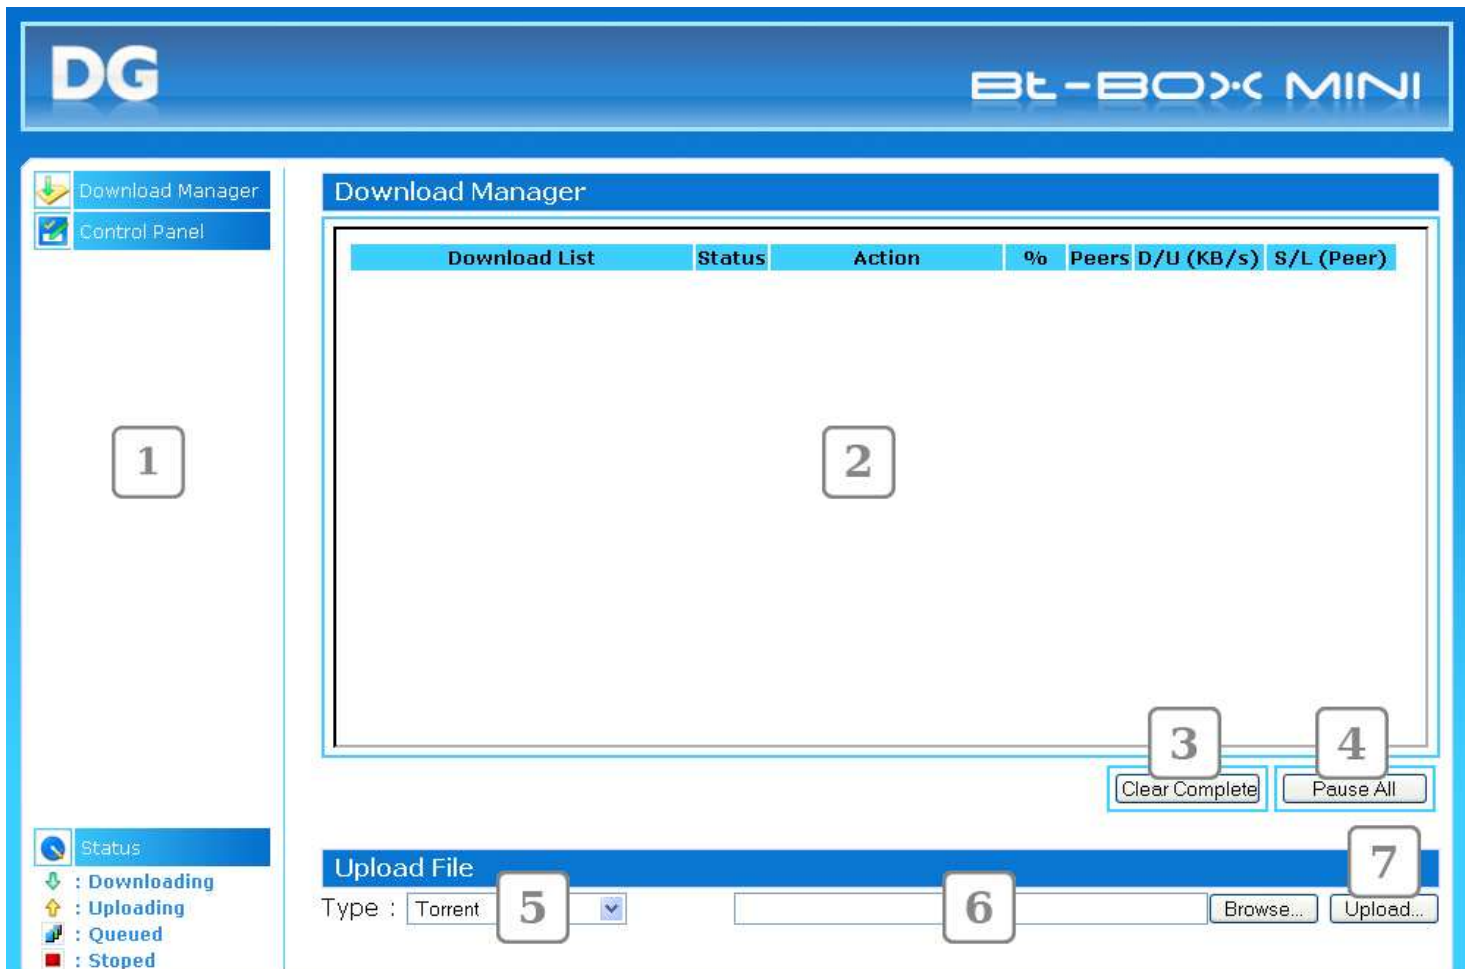 DG
Bt-BOX MINI
Download Manager
Control Panel
1
Download Manager
Download List Status Action % Peers D/U (KB/s) S/L (Peer)
2
3
4
Clear Complete Pause All
Status
: Downloading
: Uploading
: Queued
: Stoped
7
Upload File
Type : Torrent 5 6 Browse... Upload...